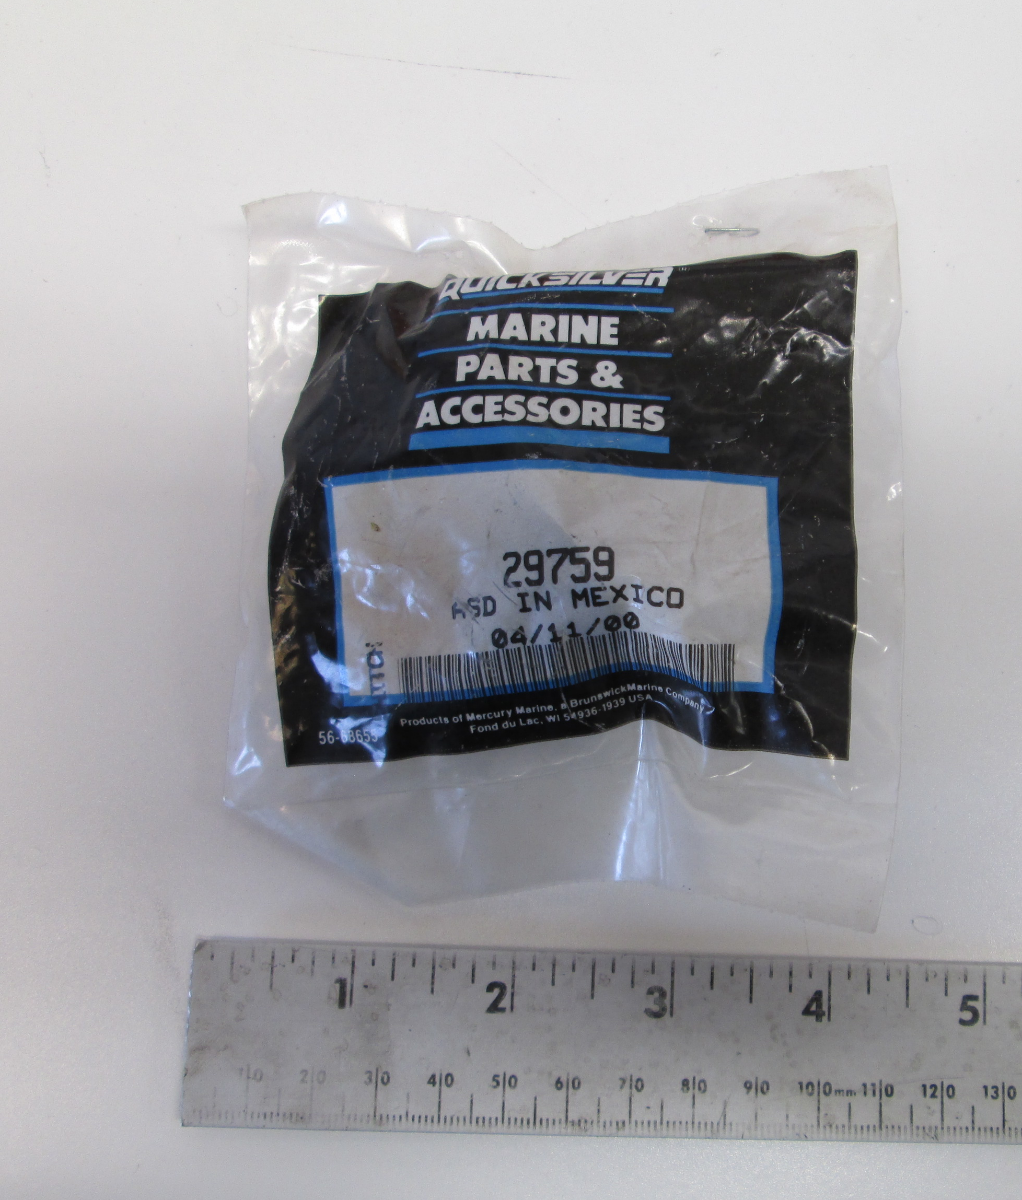 QUICKSILVER
MARINE
PARTS &
ACCESSORIES
29759
ASD IN MEXICO
04/11/00
Products of Mercury Marine, a Brunswick Marine Company
Fond du Lac, WI 54936-1939 USA
1 2 3 4 5
10 20 30 40 50 60 70 80 90 100mm 110 120 130